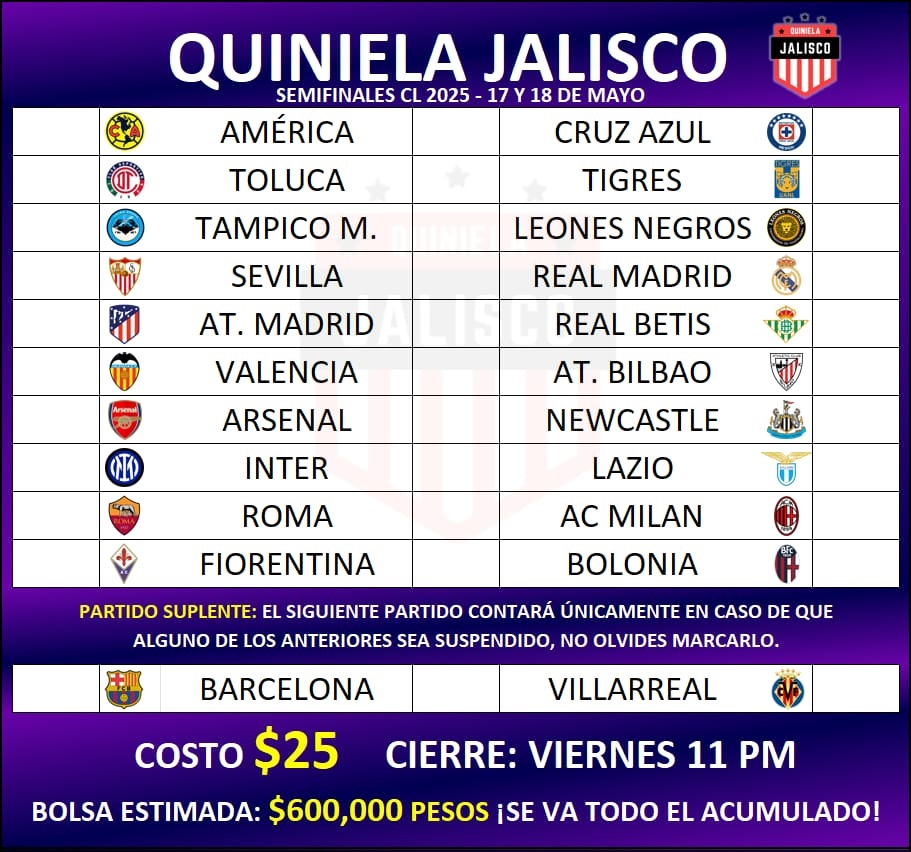 QUINIELA JALISCO
QUINIELA
JALISCO
SEMIFINALES CL 2025 - 17 Y 18 DE MAYO
AMÉRICA CRUZ AZUL
TOLUCA TIGRES
TAMPICO M. LEONES NEGROS
SEVILLA REAL MADRID
AT. MADRID REAL BETIS
VALENCIA AT. BILBAO
ARSENAL NEWCASTLE
INTER LAZIO
ROMA AC MILAN
FIORENTINA BOLONIA
QUINIELA
JALISCO
PARTIDO SUPLENTE: EL SIGUIENTE PARTIDO CONTARÁ ÚNICAMENTE EN CASO DE QUE
ALGUNO DE LOS ANTERIORES SEA SUSPENDIDO, NO OLVIDES MARCARLO.
BARCELONA VILLARREAL
COSTO $25 CIERRE: VIERNES 11 PM
BOLSA ESTIMADA: $600,000 PESOS ¡SE VA TODO EL ACUMULADO!